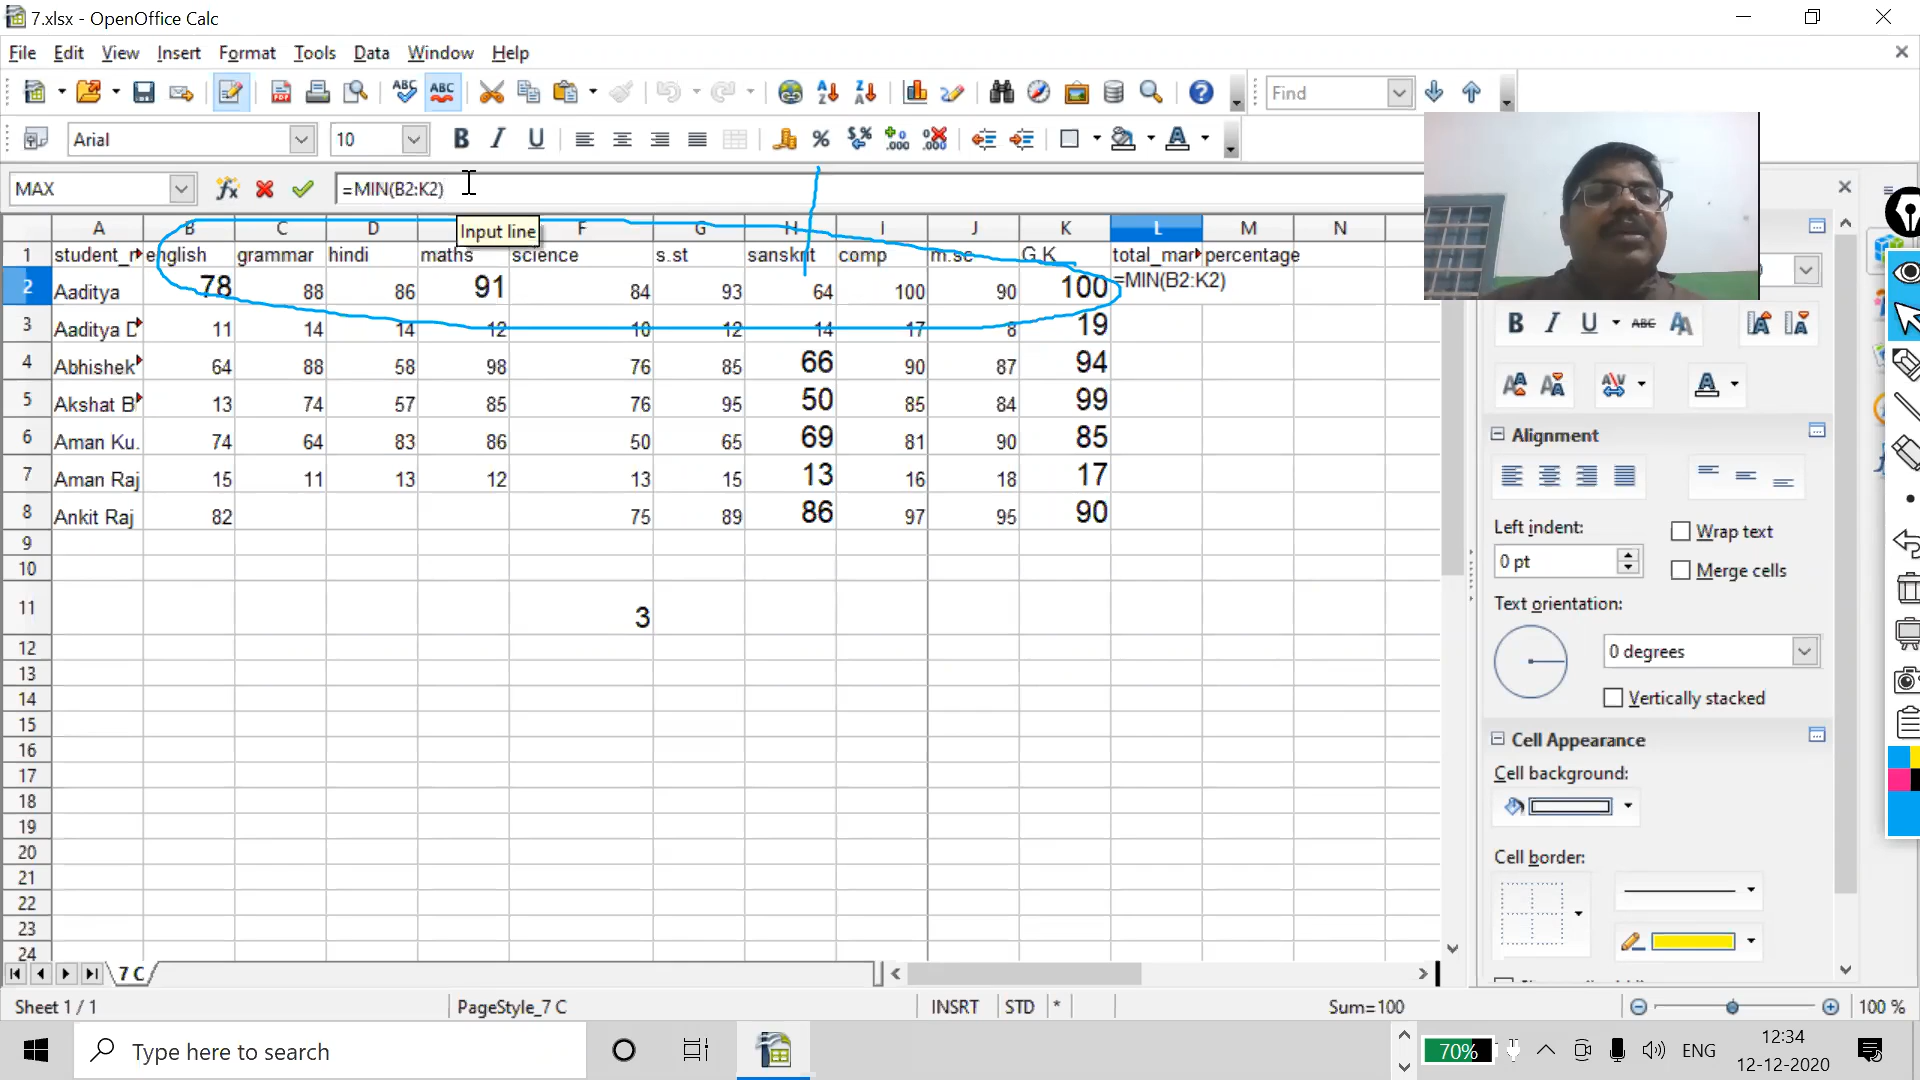 7.xlsx - OpenOffice Calc
File Edit View Insert Format Tools Data Window Help
Find
Arial 10
MAX =MIN(B2:K2)
Input line
A B C D F G H I J K L M N
1 english grammar hindi maths science s.st sanskrit comp m.sc G.K percentage
2 Aaditya 78 88 86 91 84 93 64 100 90 100 =MIN(B2:K2)
3 Aaditya 11 14 14 12 10 12 14 17 8 19
4 Abhishek 64 88 58 98 76 85 66 90 87 94
5 Akshat B 13 74 57 85 76 95 50 85 84 99
6 Aman Ku. 74 64 83 86 50 65 69 81 90 85
7 Aman Raj 15 11 13 12 13 15 13 16 18 17
8 Ankit Raj 82 75 89 86 97 95 90
9
10
11 3
12
13
14
15
16
17
18
19
20
21
22
23
24
Alignment
Left indent:
0 pt
Wrap text
Merge cells
Text orientation:
0 degrees
Vertically stacked
Cell Appearance
Cell background:
Cell border:
7 C
Sheet 1 / 1 PageStyle_7 C INSRT STD * Sum=100 100 %
Type here to search
70% ENG
12:34
12-12-2020